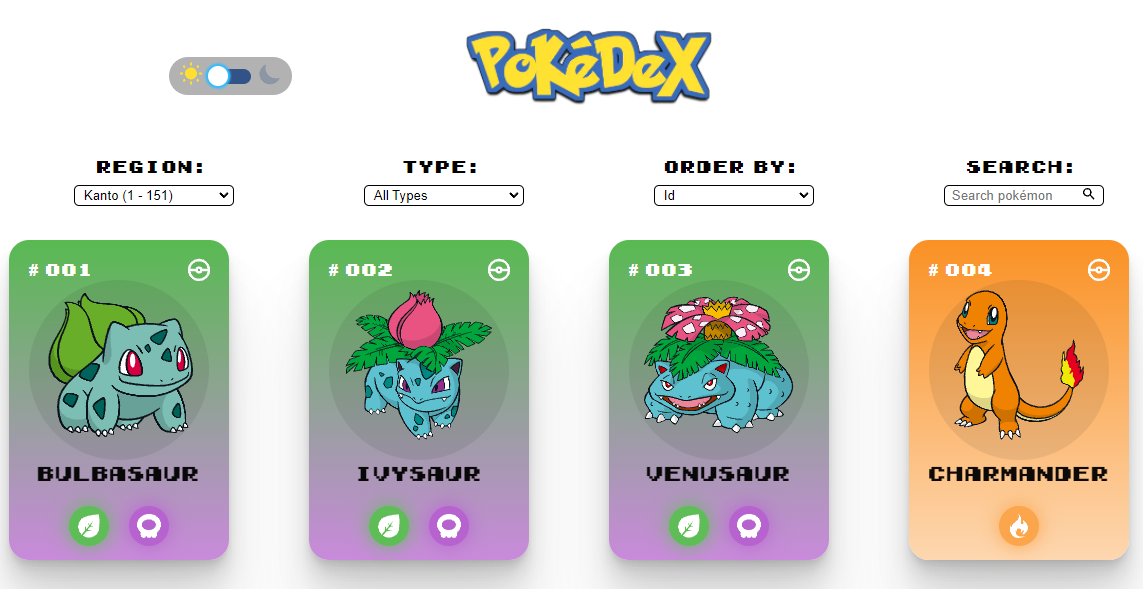 PoKéDeX
REGION: TYPE: ORDER BY: SEARCH:
Kanto (1 - 151) All Types Id Search pokémon
# 001 # 002 # 003 # 004
BULBASAUR IVYSAUR VENUSAUR CHARMANDER